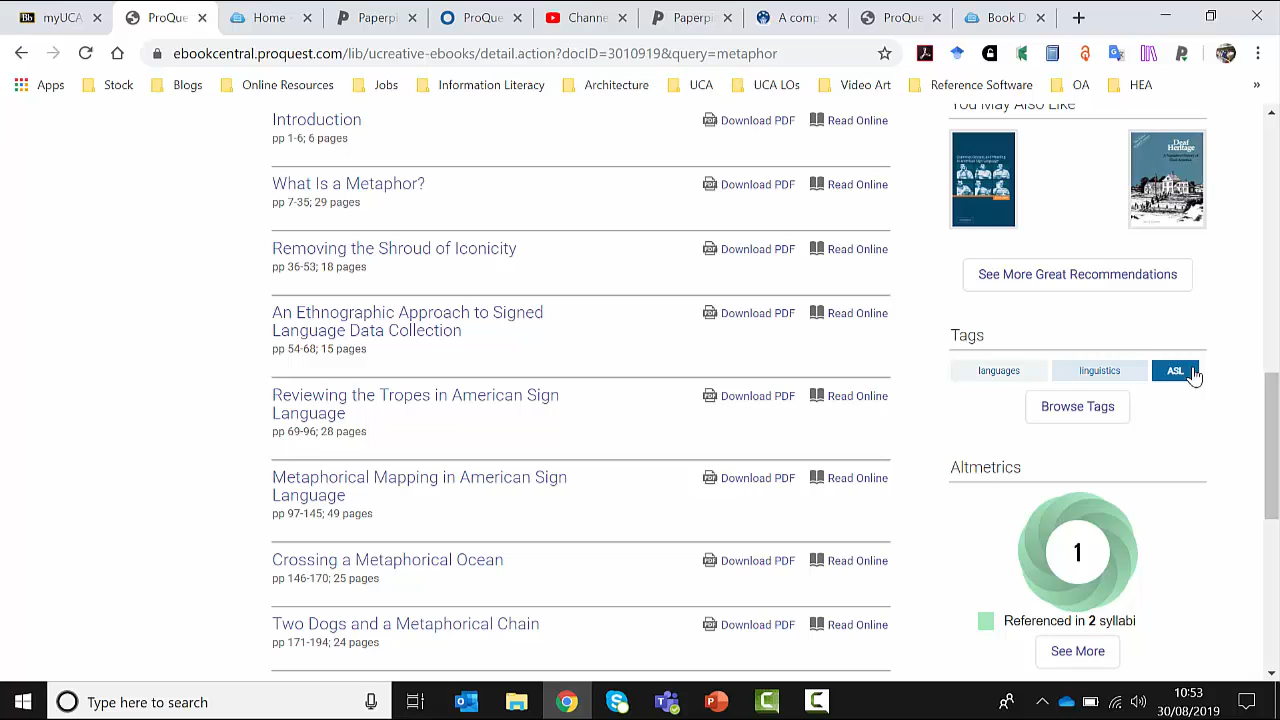 myUCA
ProQue
Home
Paperpi
ProQue
Channe
Paperpi
A comp
ProQue
Book D
ebookcentral.proquest.com/lib/ucreative-ebooks/detail.action?docID=3010919&query=metaphor
Apps
Stock
Blogs
Online Resources
Jobs
Information Literacy
Architecture
UCA
UCA LOs
Video Art
Reference Software
OA
HEA
»
Introduction
pp 1-6; 6 pages
Download PDF
Read Online
What Is a Metaphor?
pp 7-35; 29 pages
Download PDF
Read Online
Removing the Shroud of Iconicity
pp 36-53; 18 pages
Download PDF
Read Online
An Ethnographic Approach to Signed
Language Data Collection
pp 54-68; 15 pages
Download PDF
Read Online
Reviewing the Tropes in American Sign
Language
pp 69-96; 28 pages
Download PDF
Read Online
Metaphorical Mapping in American Sign
Language
pp 97-145; 49 pages
Download PDF
Read Online
Crossing a Metaphorical Ocean
pp 146-170; 25 pages
Download PDF
Read Online
Two Dogs and a Metaphorical Chain
pp 171-194; 24 pages
Download PDF
Read Online
You May Also Like
Deaf
Heritage
See More Great Recommendations
Tags
languages
linguistics
ASL
Browse Tags
Altmetrics
1
Referenced in 2 syllabi
See More
Type here to search
10:53
30/08/2019